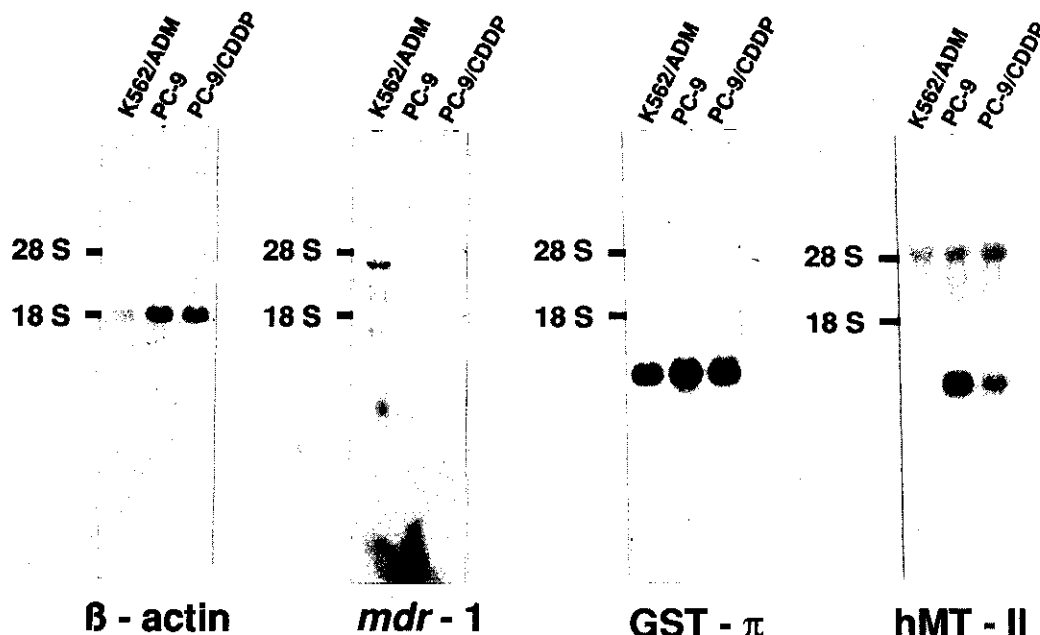 K562/ADM
PC-9
PC-9/CDDP
K562/ADM
PC-9
PC-9/CDDP
K562/ADM
PC-9
PC-9/CDDP
K562/ADM
PC-9
PC-9/CDDP
28 S
18 S
28 S
18 S
28 S
18 S
28 S
18 S
ß - actin
mdr - 1
GST - π
hMT - II